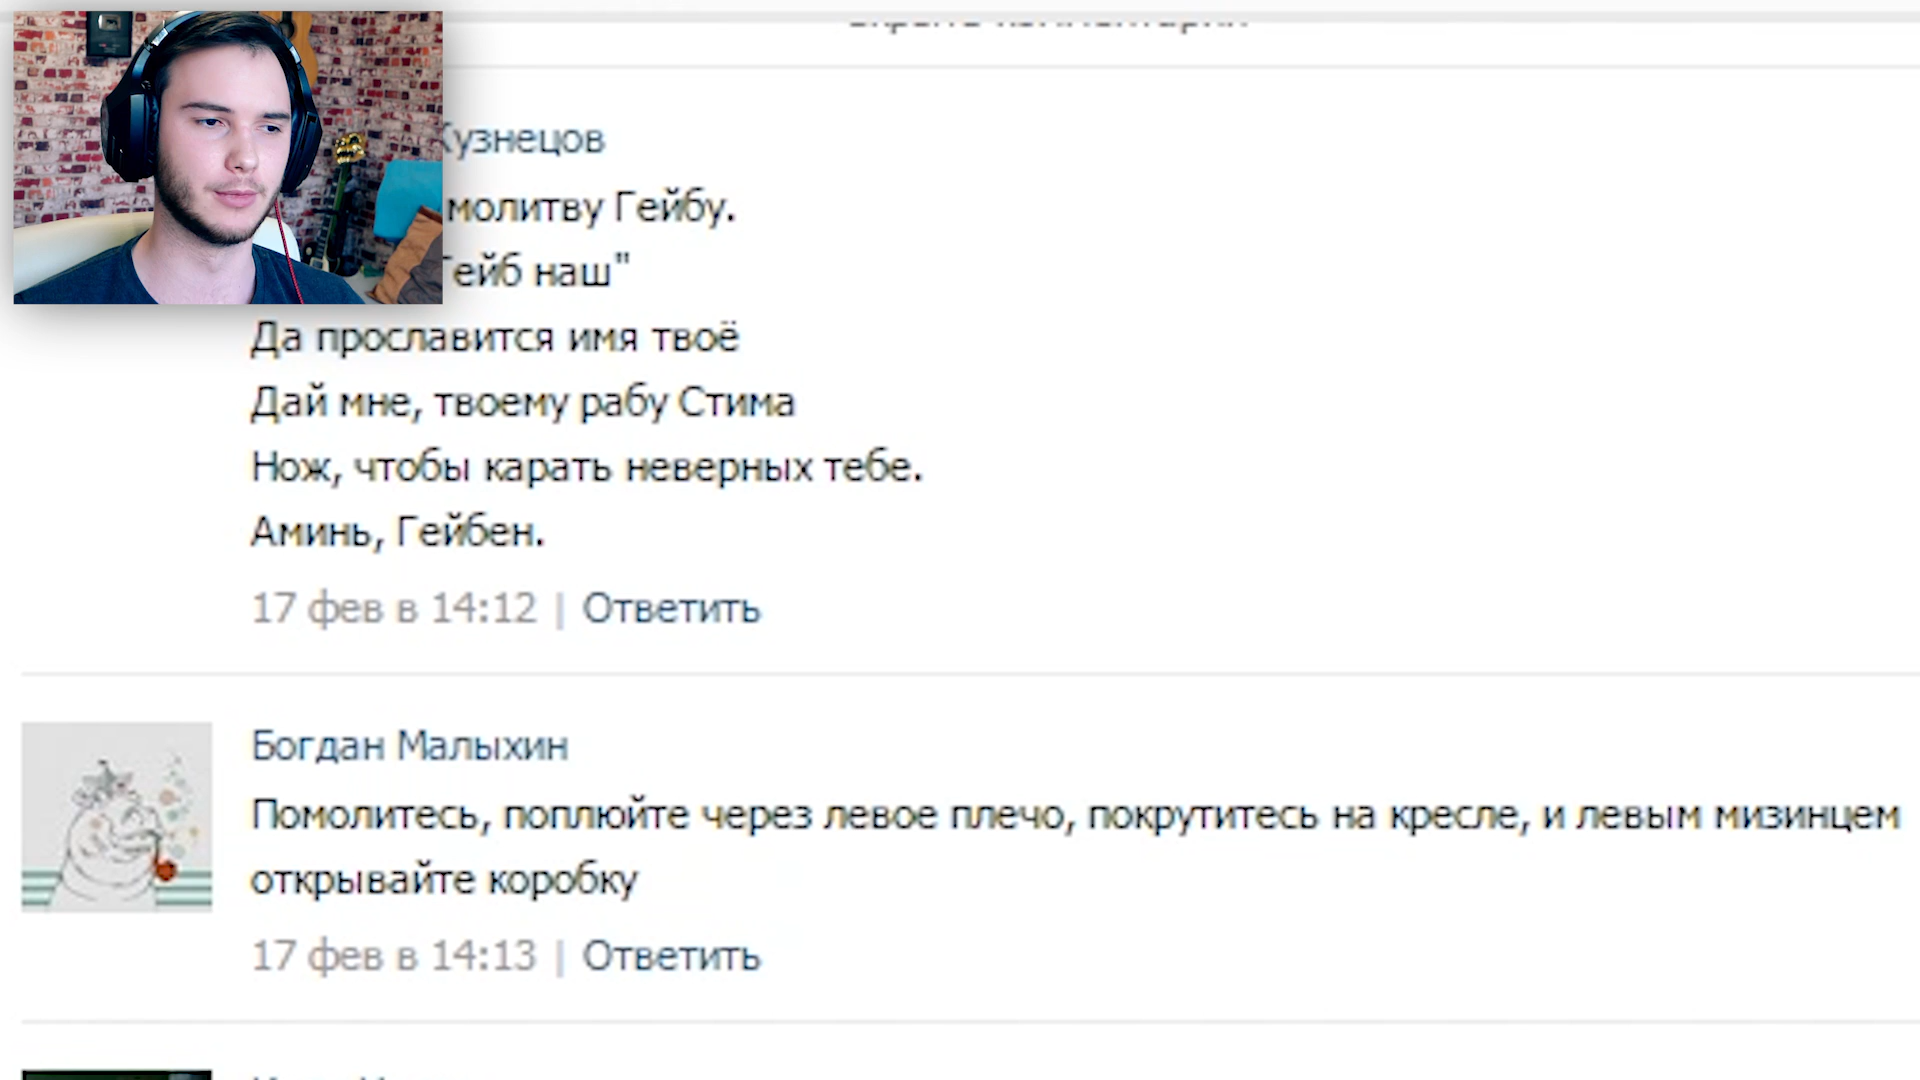 Кузнецов
молитву Гейбу.
Гейб наш"
Да прославится имя твоё
Дай мне, твоему рабу Стима
Нож, чтобы карать неверных тебе.
Аминь, Гейбен.
17 фев в 14:12 | Ответить
Богдан Малыхин
Помолитесь, поплюйте через левое плечо, покрутитесь на кресле, и левым мизинцем
открывайте коробку
17 фев в 14:13 | Ответить